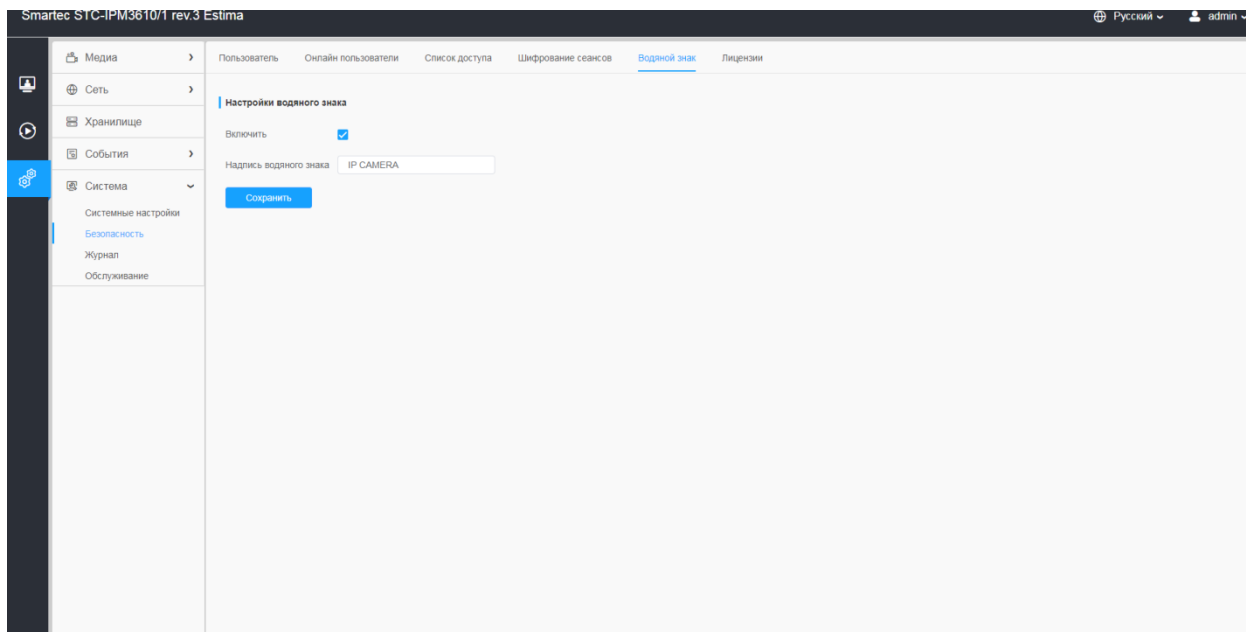 Smartec STC-IPM3610/1 rev.3 Estima
Русский
admin
Медиа
Сеть
Хранилище
События
Система
Системные настройки
Безопасность
Журнал
Обслуживание
Пользователь Онлайн пользователи Список доступа Шифрование сеансов Водяной знак Лицензии
Настройки водяного знака
Включить
Надпись водяного знака IP CAMERA
Сохранить